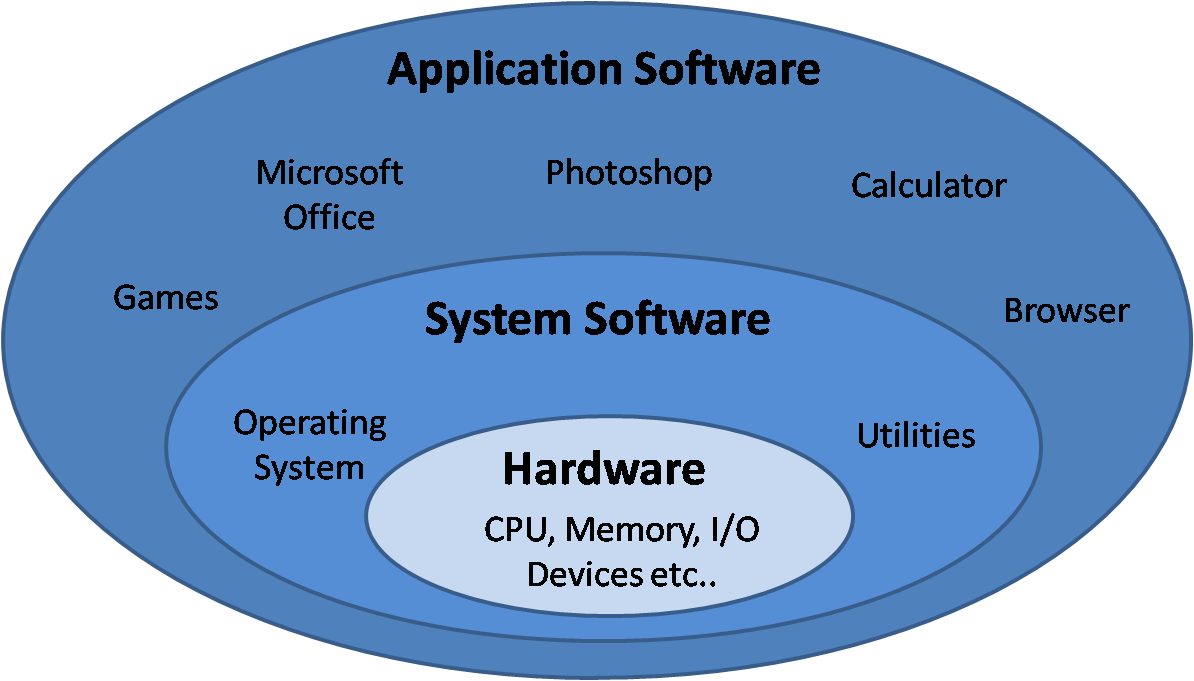 Application Software
Microsoft
Office
Photoshop
Calculator
Games
Browser
System Software
Operating
System
Utilities
Hardware
CPU, Memory, I/O
Devices etc..